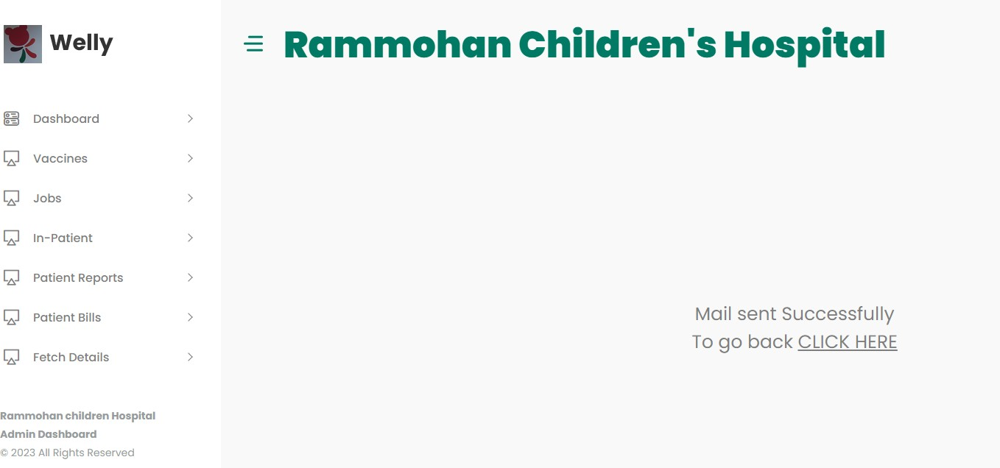 Welly
Rammohan Children's Hospital
Dashboard
Vaccines
Jobs
In-Patient
Patient Reports
Patient Bills
Fetch Details
Mail sent Successfully
To go back CLICK HERE
Rammohan children Hospital
Admin Dashboard
© 2023 All Rights Reserved